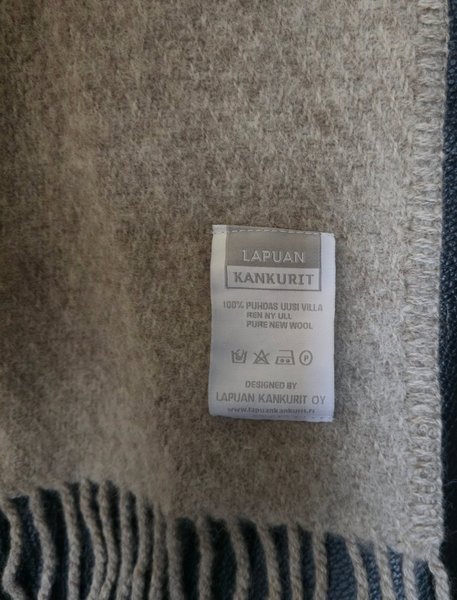 LAPUAN
KANKURIT
100% PUHDAS UUSI VILLA
REN NY ULL
PURE NEW WOOL
P
DESIGNED BY
LAPUAN KANKURIT OY
www.lapuankankurit.fi